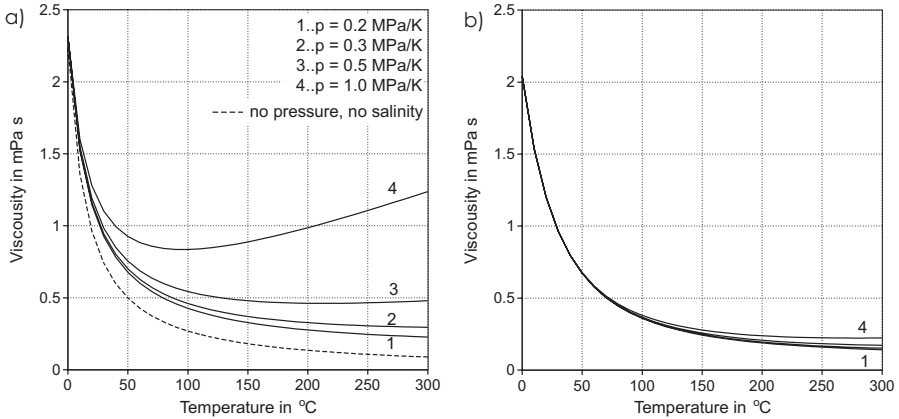 a)
2.5
2
1.5
1
0.5
0
Viscousity in mPa s
1..p = 0.2 MPa/K
2..p = 0.3 MPa/K
3..p = 0.5 MPa/K
4..p = 1.0 MPa/K
no pressure, no salinity
4
3
2
1
0 50 100 150 200 250 300
Temperature in °C
b)
2.5
2
1.5
1
0.5
0
Viscousity in mPa s
4
1
0 50 100 150 200 250 300
Temperature in °C